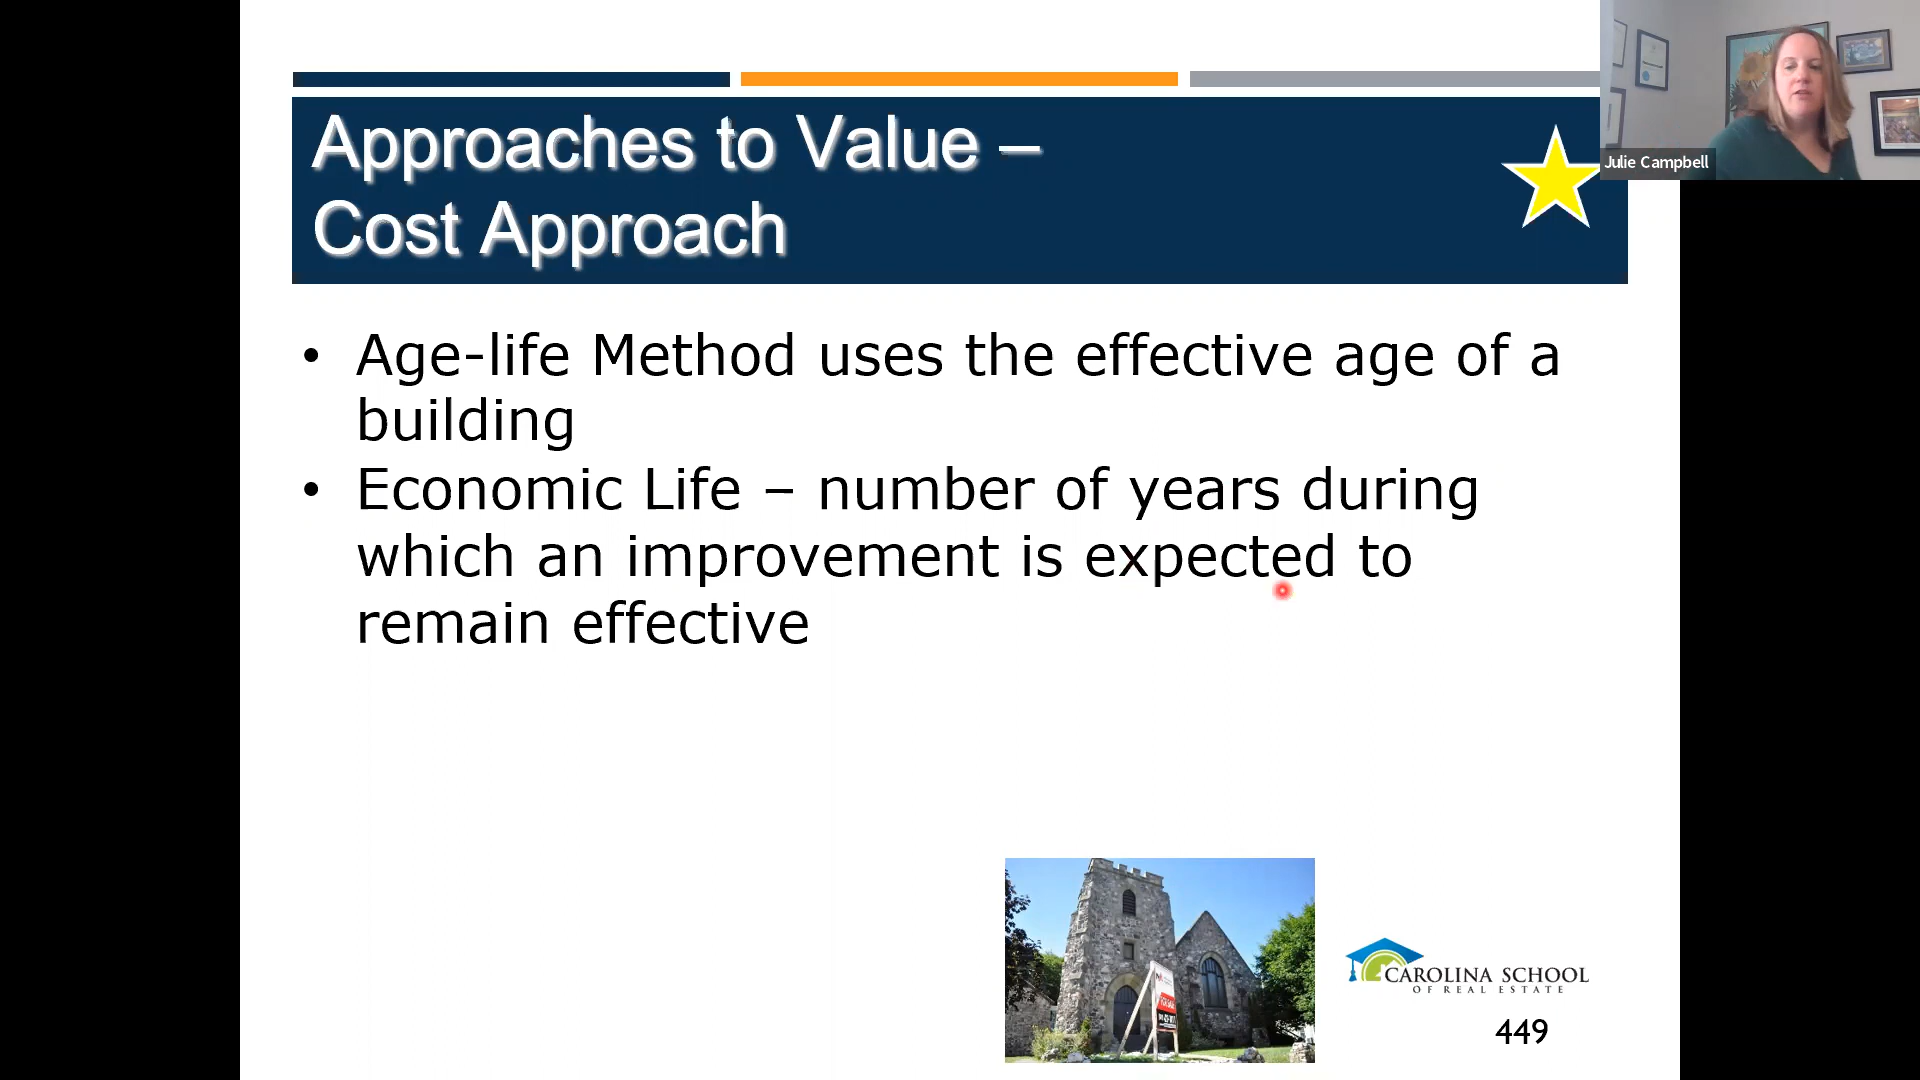 Approaches to Value –
Cost Approach
Julie Campbell
• Age-life Method uses the effective age of a
building
• Economic Life – number of years during
which an improvement is expected to
remain effective
CAROLINA SCHOOL
OF REAL ESTATE
449